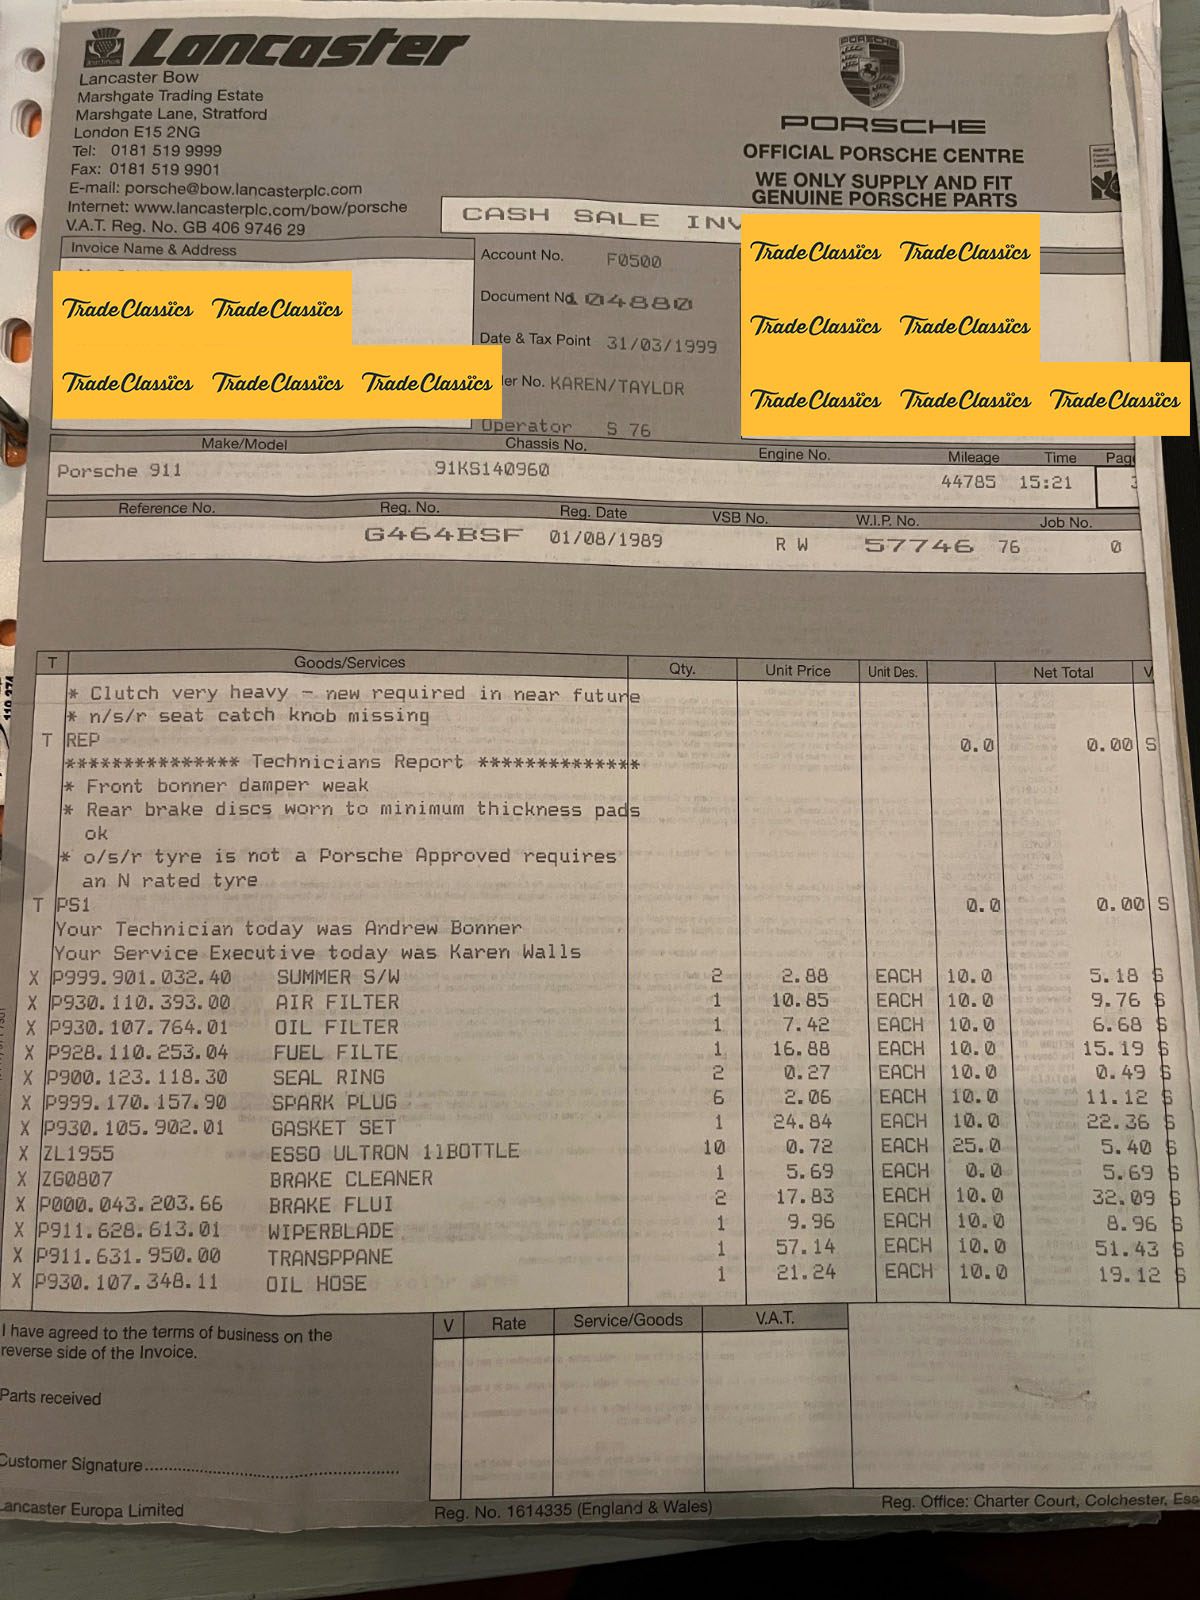 Lancaster
Lancaster Bow
Marshgate Trading Estate
Marshgate Lane, Stratford
London E15 2NG
Tel: 0181 519 9999
Fax: 0181 519 9901
E-mail: porsche@bow.lancasterplc.com
Internet: www.lancasterplc.com/bow/porsche
V.A.T. Reg. No. GB 406 9746 29
PORSCHE
PORSCHE
OFFICIAL PORSCHE CENTRE
WE ONLY SUPPLY AND FIT
GENUINE PORSCHE PARTS
CASH SALE INV
Invoice Name & Address
Account No. F0500
Document No 104880
Date & Tax Point 31/03/1999
er No. KAREN/TAYLOR
Operator S 76
TradeClassics TradeClassics
TradeClassics TradeClassics TradeClassics
TradeClassics TradeClassics
TradeClassics TradeClassics
TradeClassics TradeClassics TradeClassics
Make/Model Chassis No. Engine No. Mileage Time Page
Porsche 911 91KS140960 44785 15:21 3
Reference No. Reg. No. Reg. Date VSB No. W.I.P. No. Job No.
G464BSF 01/08/1989 R W 57746 76 0
T Goods/Services Qty. Unit Price Unit Des. Net Total V
* Clutch very heavy - new required in near future
* n/s/r seat catch knob missing
T REP 0.0 0.00 S
*************** Technicians Report **************
* Front bonner damper weak
* Rear brake discs worn to minimum thickness pads
ok
* o/s/r tyre is not a Porsche Approved requires
an N rated tyre
T PS1 0.0 0.00 S
Your Technician today was Andrew Bonner
Your Service Executive today was Karen Walls
X P999.901.032.40 SUMMER S/W 2 2.88 EACH 10.0 5.18 S
X P930.110.393.00 AIR FILTER 1 10.85 EACH 10.0 9.76 S
X P930.107.764.01 OIL FILTER 1 7.42 EACH 10.0 6.68 S
X P928.110.253.04 FUEL FILTE 1 16.88 EACH 10.0 15.19 S
X P900.123.118.30 SEAL RING 2 0.27 EACH 10.0 0.49 S
X P999.170.157.90 SPARK PLUG 6 2.06 EACH 10.0 11.12 S
X P930.105.902.01 GASKET SET 1 24.84 EACH 10.0 22.36 S
X ZL1955 ESSO ULTRON 1lBOTTLE 10 0.72 EACH 25.0 5.40 S
X ZG0807 BRAKE CLEANER 1 5.69 EACH 0.0 5.69 S
X P000.043.203.66 BRAKE FLUI 2 17.83 EACH 10.0 32.09 S
X P911.628.613.01 WIPERBLADE 1 9.96 EACH 10.0 8.96 S
X P911.631.950.00 TRANSPPANE 1 57.14 EACH 10.0 51.43 S
X P930.107.348.11 OIL HOSE 1 21.24 EACH 10.0 19.12 S
I have agreed to the terms of business on the
reverse side of the Invoice.
V Rate Service/Goods V.A.T.
Parts received
Customer Signature
Lancaster Europa Limited
Reg. No. 1614335 (England & Wales)
Reg. Office: Charter Court, Colchester, Ess